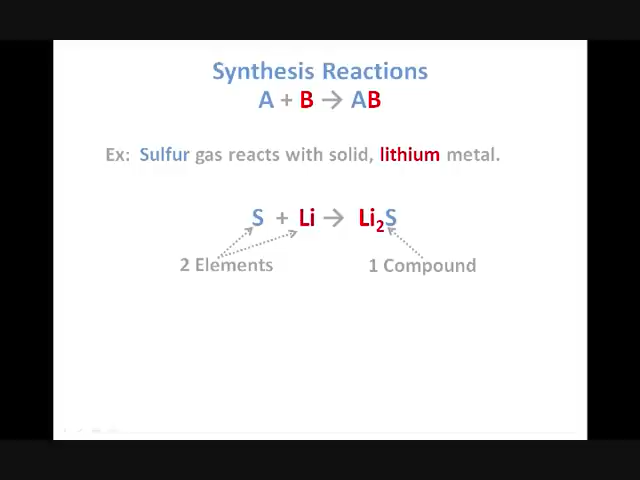 Synthesis Reactions
A + B → AB
Ex: Sulfur gas reacts with solid, lithium metal.
S + Li → Li₂S
2 Elements
1 Compound